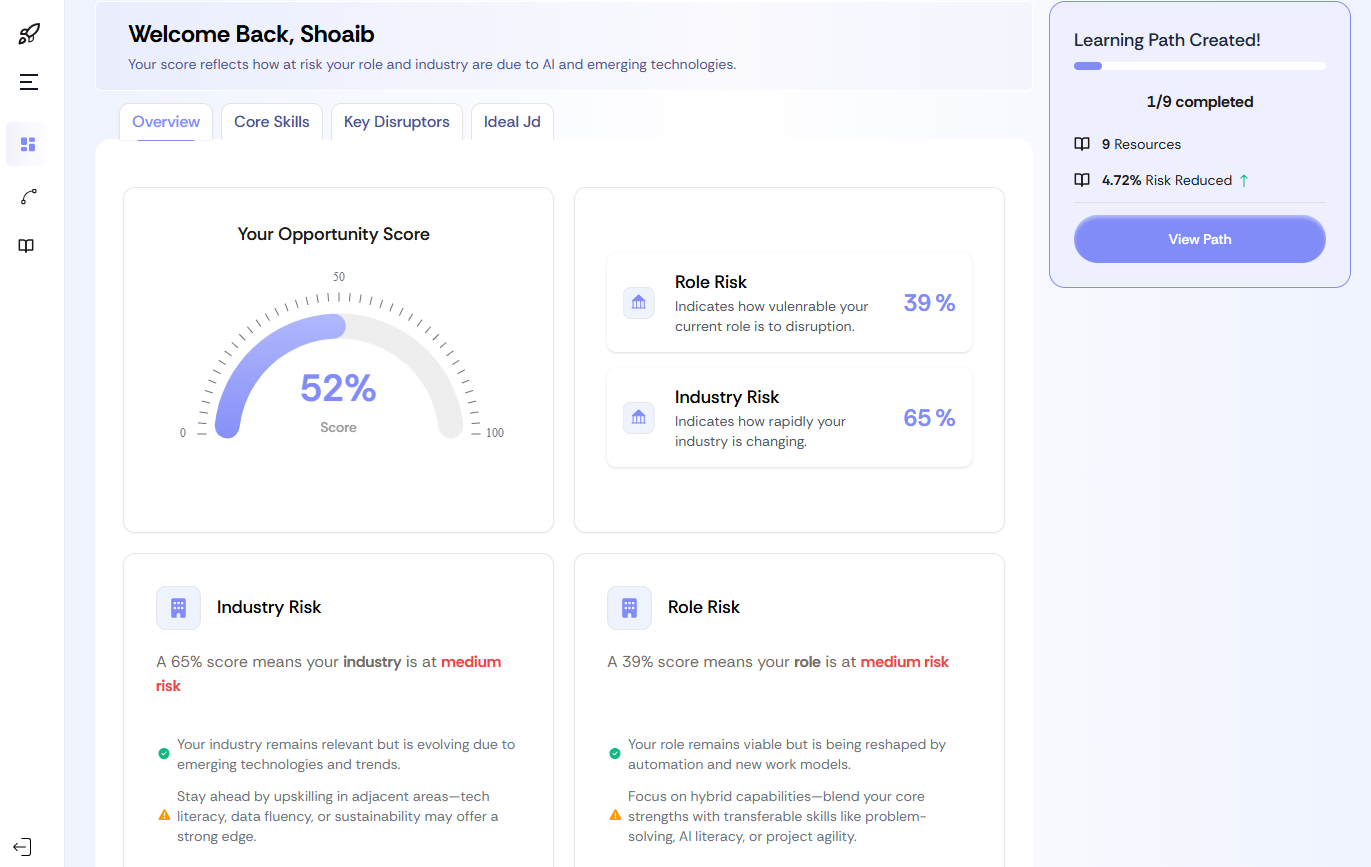 Welcome Back, Shoaib
Your score reflects how at risk your role and industry are due to AI and emerging technologies.
Overview
Core Skills
Key Disruptors
Ideal Jd
Your Opportunity Score
50
0
100
52%
Score
Role Risk
Indicates how vulenrable your
current role is to disruption.
39 %
Industry Risk
Indicates how rapidly your
industry is changing.
65 %
Industry Risk
A 65% score means your industry is at medium
risk
Your industry remains relevant but is evolving due to
emerging technologies and trends.
Stay ahead by upskilling in adjacent areas—tech
literacy, data fluency, or sustainability may offer a
strong edge.
Role Risk
A 39% score means your role is at medium risk
Your role remains viable but is being reshaped by
automation and new work models.
Focus on hybrid capabilities—blend your core
strengths with transferable skills like problem-
solving, AI literacy, or project agility.
Learning Path Created!
1/9 completed
9 Resources
4.72% Risk Reduced ↑
View Path